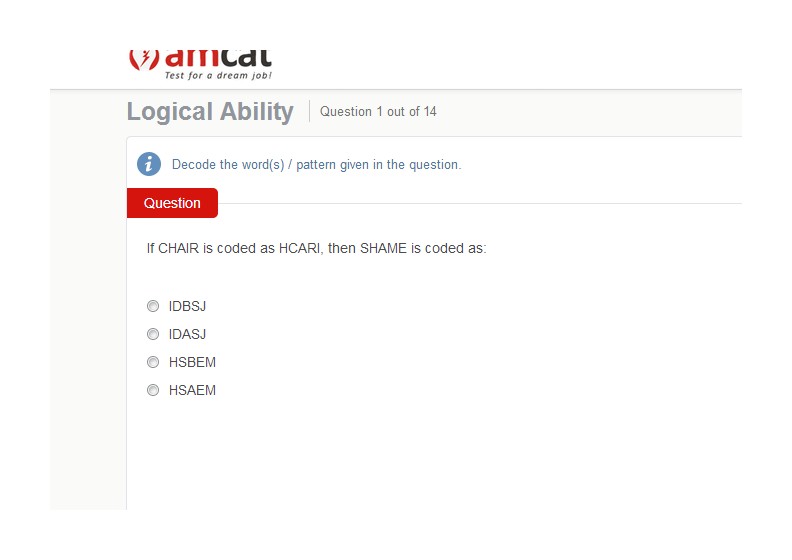 amcat
Test for a dream job!
Logical Ability
Question 1 out of 14
i
Decode the word(s) / pattern given in the question.
Question
If CHAIR is coded as HCARI, then SHAME is coded as:
IDBSJ
IDASJ
HSBEM
HSAEM